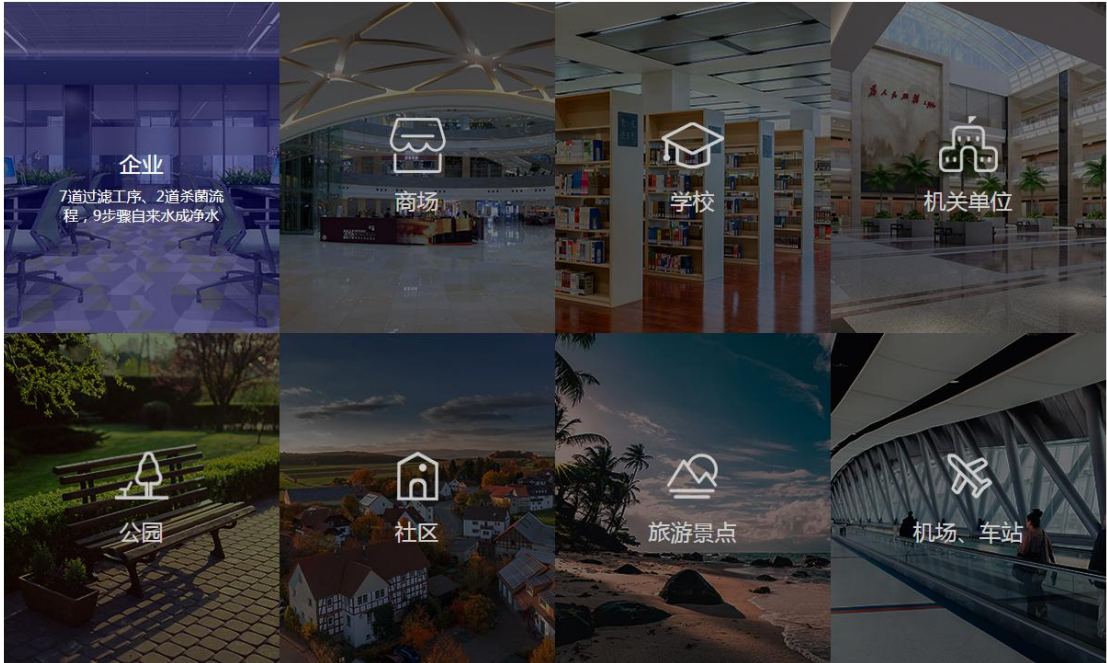 企业
7道过滤工序、2道杀菌流
程，9步骤自来水成净水
商场
学校
机关单位
公园
社区
旅游景点
机场、车站